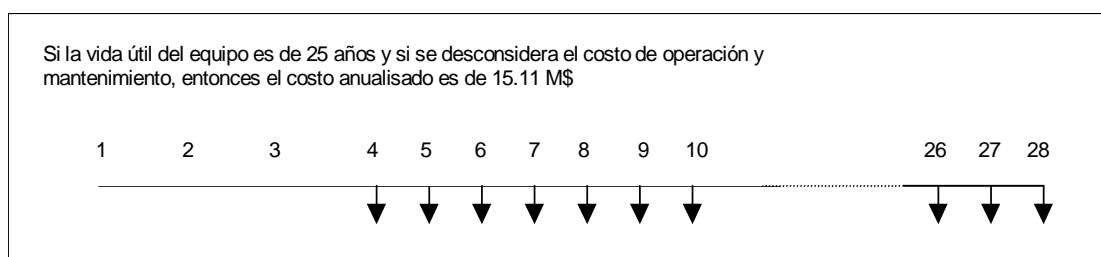 Si la vida útil del equipo es de 25 años y si se desconsidera el costo de operación y
mantenimiento, entonces el costo anualisado es de 15.11 M$
1 2 3 4 5 6 7 8 9 10 26 27 28